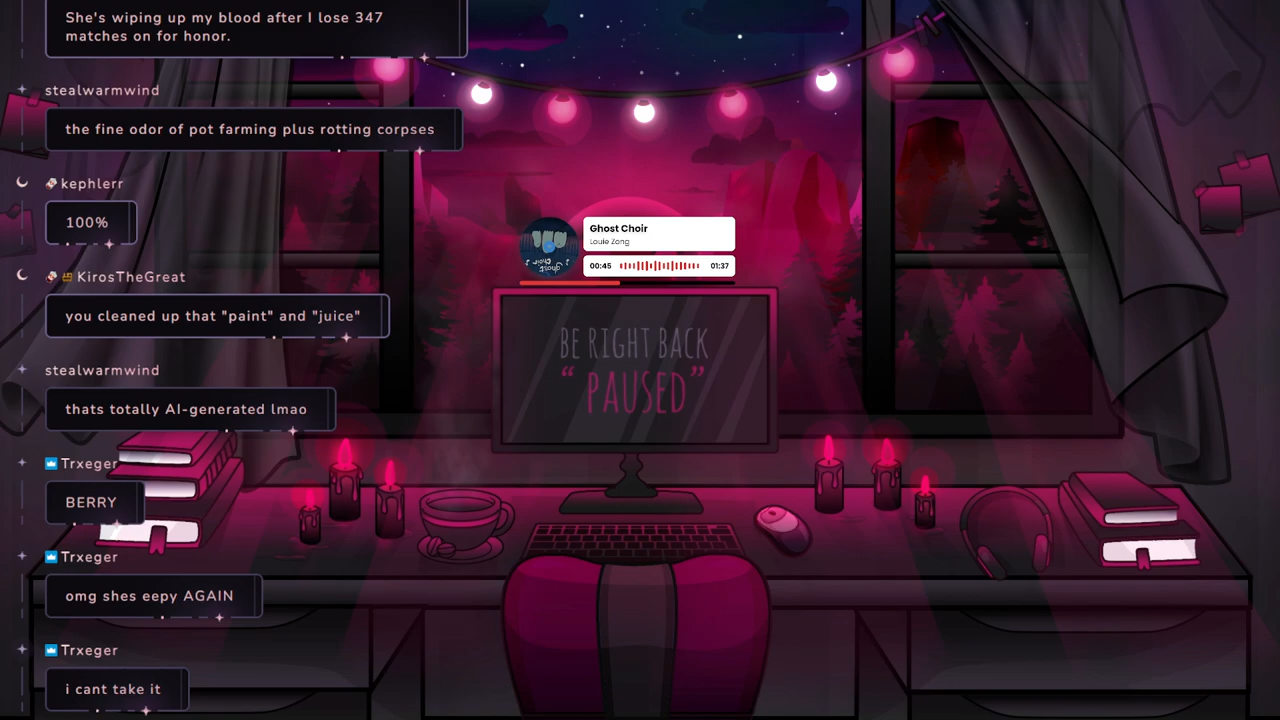 She's wiping up my blood after I lose 347
matches on for honor.
stealwarmwind
the fine odor of pot farming plus rotting corpses
kephlerr
100%
KirosTheGreat
you cleaned up that "paint" and "juice"
stealwarmwind
thats totally AI-generated lmao
Trxeger
BERRY
Trxeger
omg shes eepy AGAIN
Trxeger
i cant take it
Ghost Choir
Louie Zong
00:45
01:37
BE RIGHT BACK
“ PAUSED”